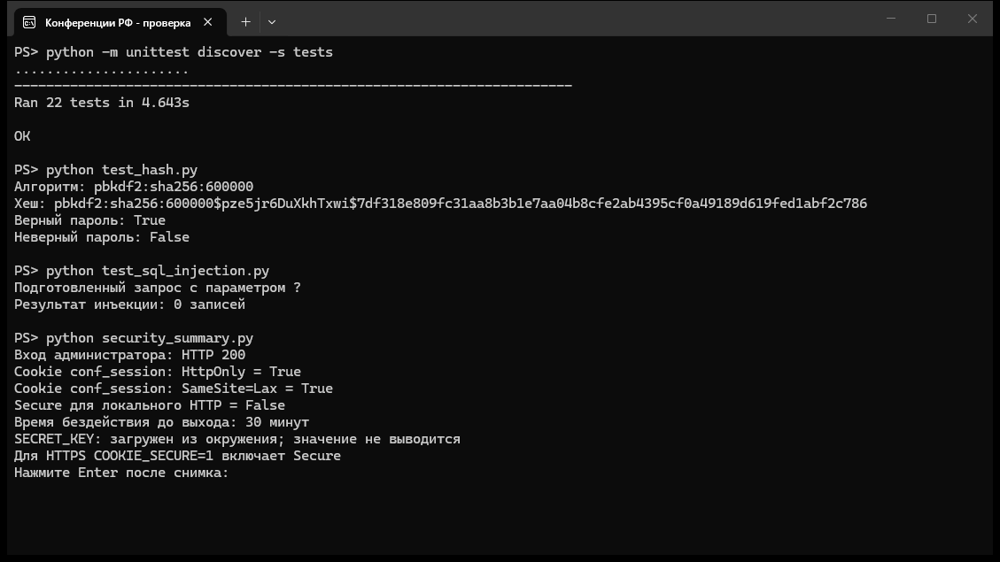 Конференции РФ - проверка
PS> python -m unittest discover -s tests
......................
----------------------------------------------------------------------
Ran 22 tests in 4.643s
OK
PS> python test_hash.py
Алгоритм: pbkdf2:sha256:600000
Хеш: pbkdf2:sha256:600000$pze5jr6DuXkhTxwi$7df318e809fc31aa8b3b1e7aa04b8cfe2ab4395cf0a49189d619fed1abf2c786
Верный пароль: True
Неверный пароль: False
PS> python test_sql_injection.py
Подготовленный запрос с параметром ?
Результат инъекции: 0 записей
PS> python security_summary.py
Вход администратора: HTTP 200
Cookie conf_session: HttpOnly = True
Cookie conf_session: SameSite=Lax = True
Secure для локального HTTP = False
Время бездействия до выхода: 30 минут
SECRET_KEY: загружен из окружения; значение не выводится
Для HTTPS COOKIE_SECURE=1 включает Secure
Нажмите Enter после снимка: